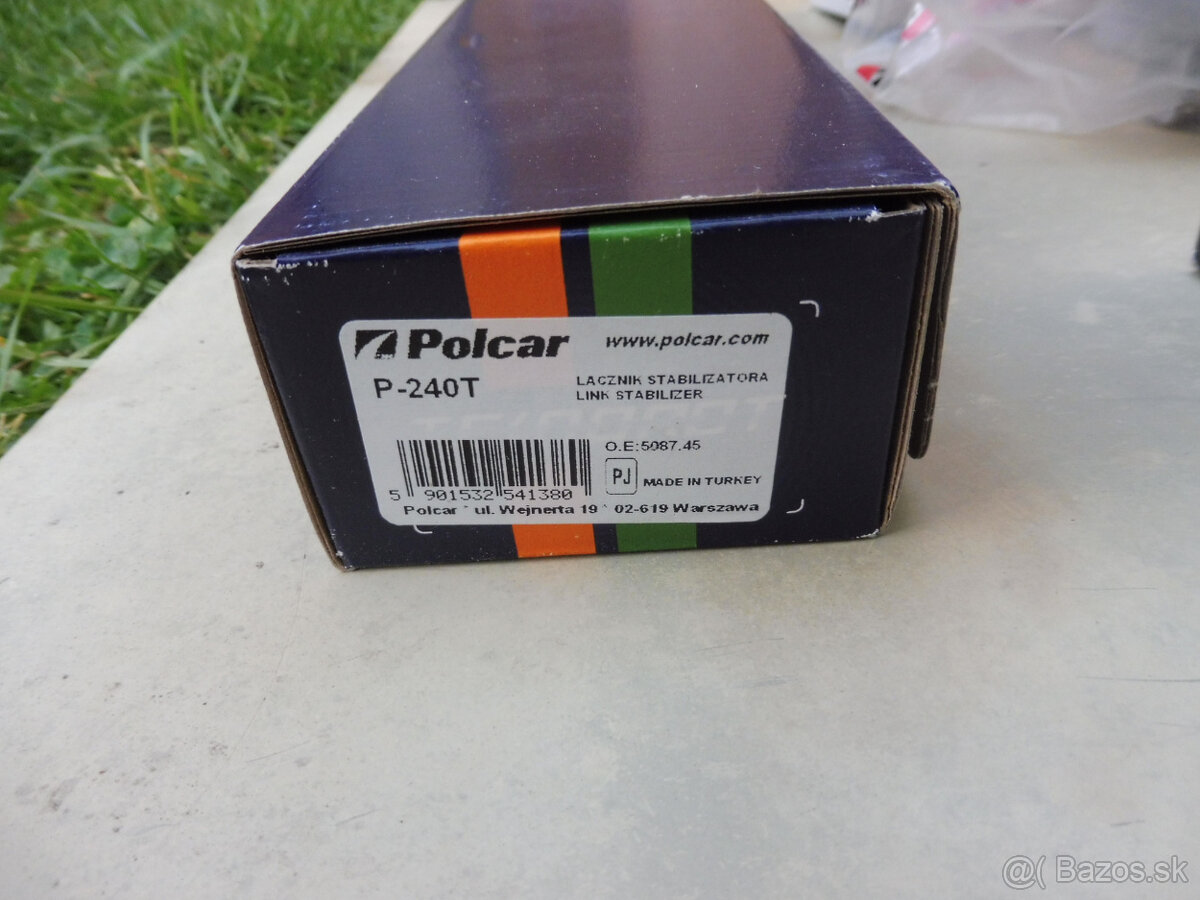 Polcar www.polcar.com
P-240T
LACZNIK STABILIZATORA
LINK STABILIZER
O.E:5087.45
PJ MADE IN TURKEY
5 901532 541380
Polcar * ul. Wejnerta 19 * 02-619 Warszawa
@( Bazos.sk